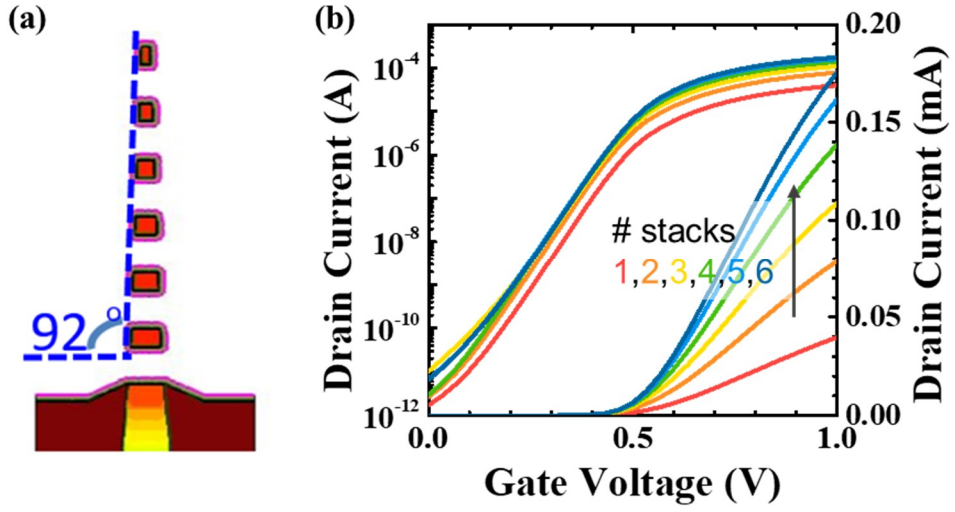 (a)
92°
(b)
Drain Current (A)
10⁻⁴
10⁻⁶
10⁻⁸
10⁻¹⁰
10⁻¹²
# stacks
1,2,3,4,5,6
0.20
0.15
0.10
0.05
0.00
Drain Current (mA)
0.0
0.5
1.0
Gate Voltage (V)